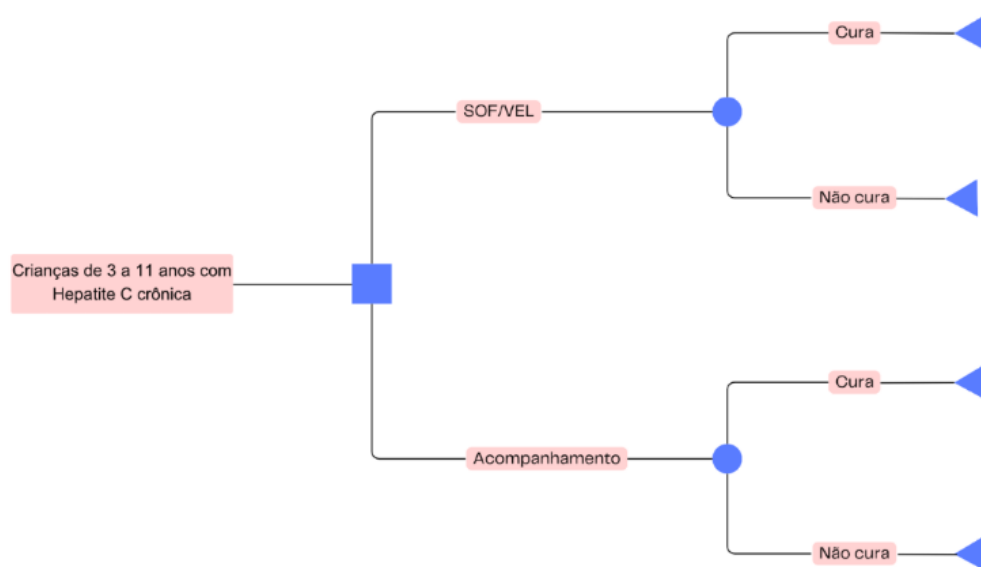 Cura
SOF/VEL
Não cura
Crianças de 3 a 11 anos com
Hepatite C crônica
Cura
Acompanhamento
Não cura